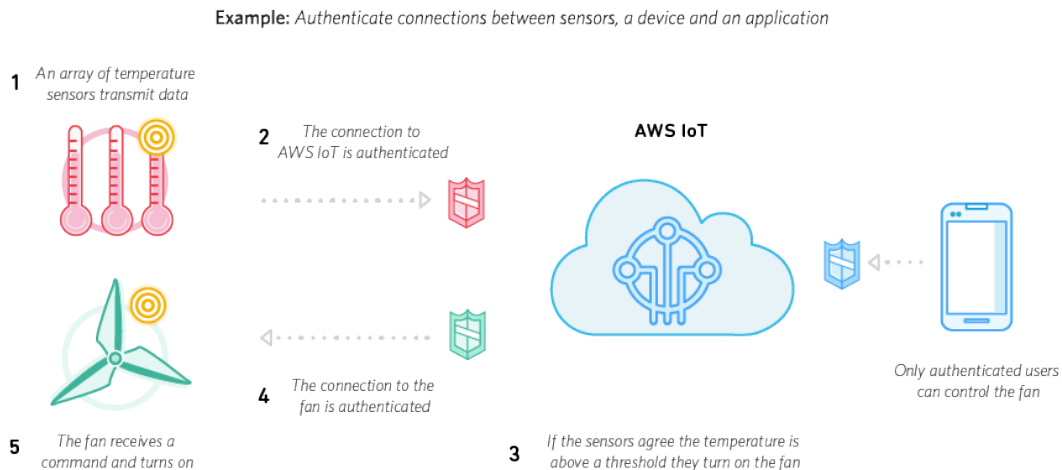 Example: Authenticate connections between sensors, a device and an application
1
An array of temperature
sensors transmit data
2
The connection to
AWS IoT is authenticated
AWS IoT
Only authenticated users
can control the fan
4
The connection to the
fan is authenticated
5
The fan receives a
command and turns on
3
If the sensors agree the temperature is
above a threshold they turn on the fan